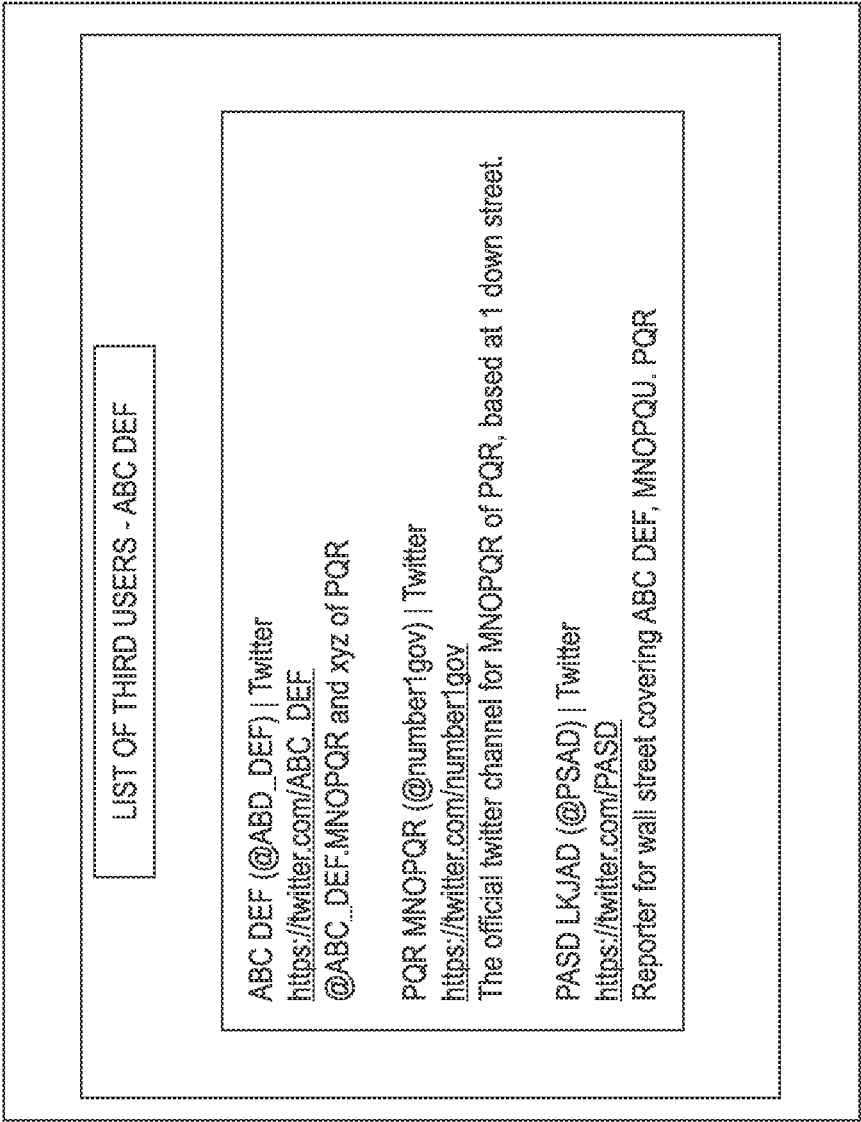 LIST OF THIRD USERS - ABC DEF
ABC DEF (@ABD_DEF) | Twitter
https://twitter.com/ABC_DEF
@ABC_DEF.MNOPQR and xyz of PQR
PQR MNOPQR (@number1gov) | Twitter
https://twitter.com/number1gov
The official twitter channel for MNOPQR of PQR, based at 1 down street.
PASD LKJAD (@PSAD) | Twitter
https://twitter.com/PASD
Reporter for wall street covering ABC DEF, MNOPQU. PQR